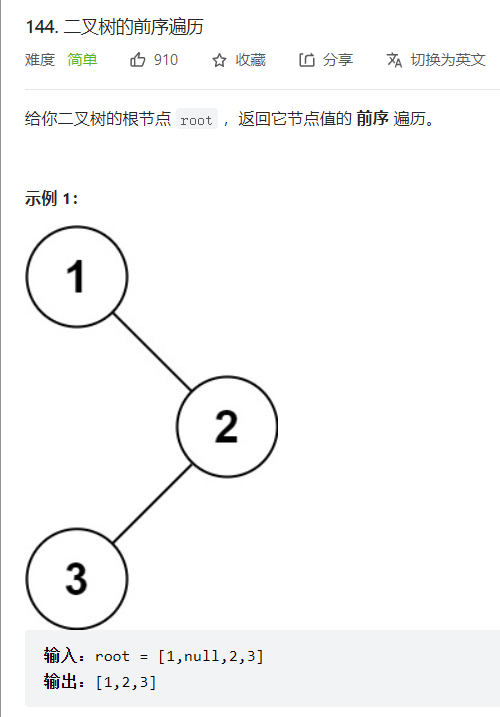 144. 二叉树的前序遍历
难度 简单 910 收藏 分享 切换为英文
给你二叉树的根节点 root ，返回它节点值的 前序 遍历。
示例 1：
1
2
3
输入：root = [1,null,2,3]
输出：[1,2,3]